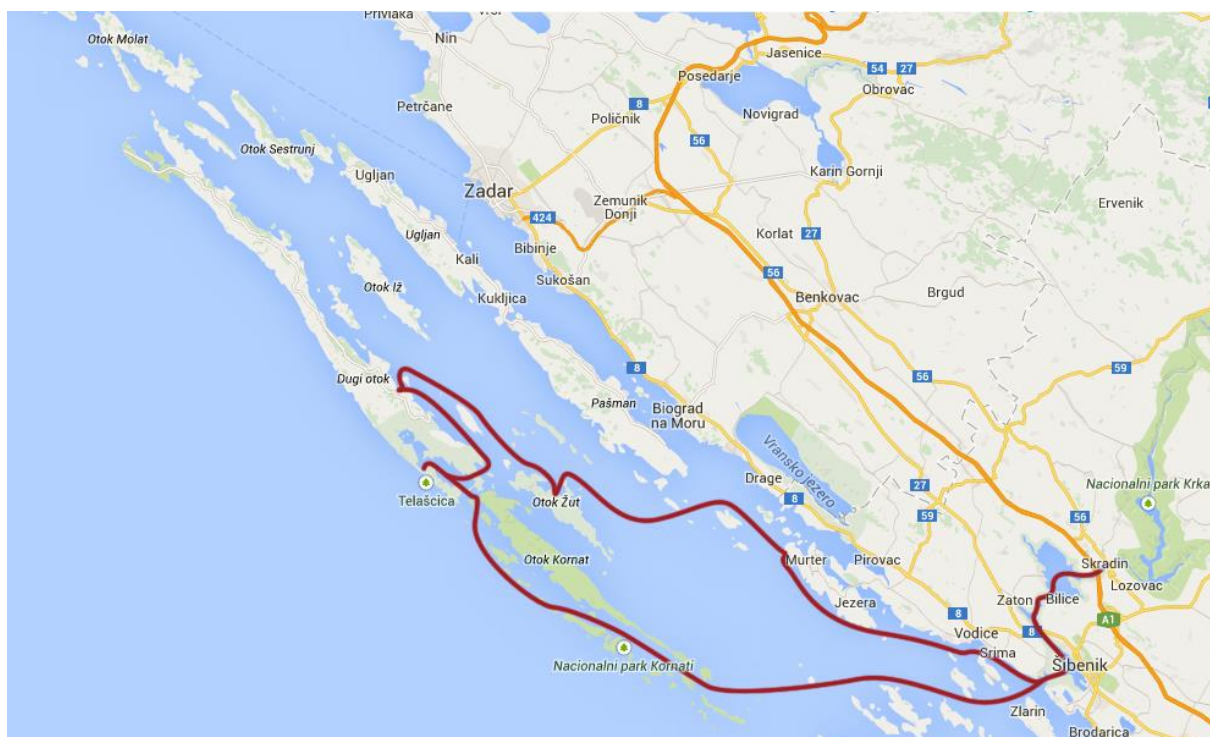 Privlaka
Otok Molat
Nin
Jasenice
Posedarje
54
27
Obrovac
Petrčane
8
Poličnik
Novigrad
56
Otok Sestrunj
Ugljan
Karin Gornji
Zadar
Zemunik
Donji
Ervenik
424
Ugljan
Bibinje
Korlat
27
Kali
Sukošan
56
Otok Iž
Kukljica
Benkovac
Brgud
8
59
Dugi otok
56
Pašman
Biograd
na Moru
Vransko jezero
Drage
27
Nacionalni park Krka
Telašcica
Otok Žut
8
59
56
Otok Kornat
Murter
Pirovac
Skradin
Lozovac
Jezera
Zaton
Bilice
A1
Vodice
8
Srima
Šibenik
Nacionalni park Kornati
Zlarin
Brodarica